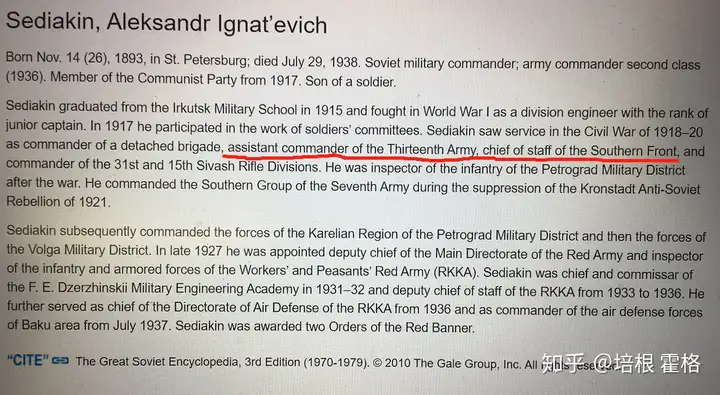 Sediakin, Aleksandr Ignat’evich
Born Nov. 14 (26), 1893, in St. Petersburg; died July 29, 1938. Soviet military commander; army commander second class
(1936). Member of the Communist Party from 1917. Son of a soldier.
Sediakin graduated from the Irkutsk Military School in 1915 and fought in World War I as a division engineer with the rank of
junior captain. In 1917 he participated in the work of soldiers’ committees. Sediakin saw service in the Civil War of 1918–20
as commander of a detached brigade, assistant commander of the Thirteenth Army, chief of staff of the Southern Front, and
commander of the 31st and 15th Sivash Rifle Divisions. He was inspector of the infantry of the Petrograd Military District
after the war. He commanded the Southern Group of the Seventh Army during the suppression of the Kronstadt Anti-Soviet
Rebellion of 1921.
Sediakin subsequently commanded the forces of the Karelian Region of the Petrograd Military District and then the forces of
the Volga Military District. In late 1927 he was appointed deputy chief of the Main Directorate of the Red Army and inspector
of the infantry and armored forces of the Workers’ and Peasants’ Red Army (RKKA). Sediakin was chief and commissar of
the F. E. Dzerzhinskii Military Engineering Academy in 1931–32 and deputy chief of staff of the RKKA from 1933 to 1936. He
further served as chief of the Directorate of Air Defense of the RKKA from 1936 and as commander of the air defense forces
of Baku area from July 1937. Sediakin was awarded two Orders of the Red Banner.
“CITE” The Great Soviet Encyclopedia, 3rd Edition (1970-1979). © 2010 The Gale Group, Inc. All rights reserved.
知乎 @培根 霍格